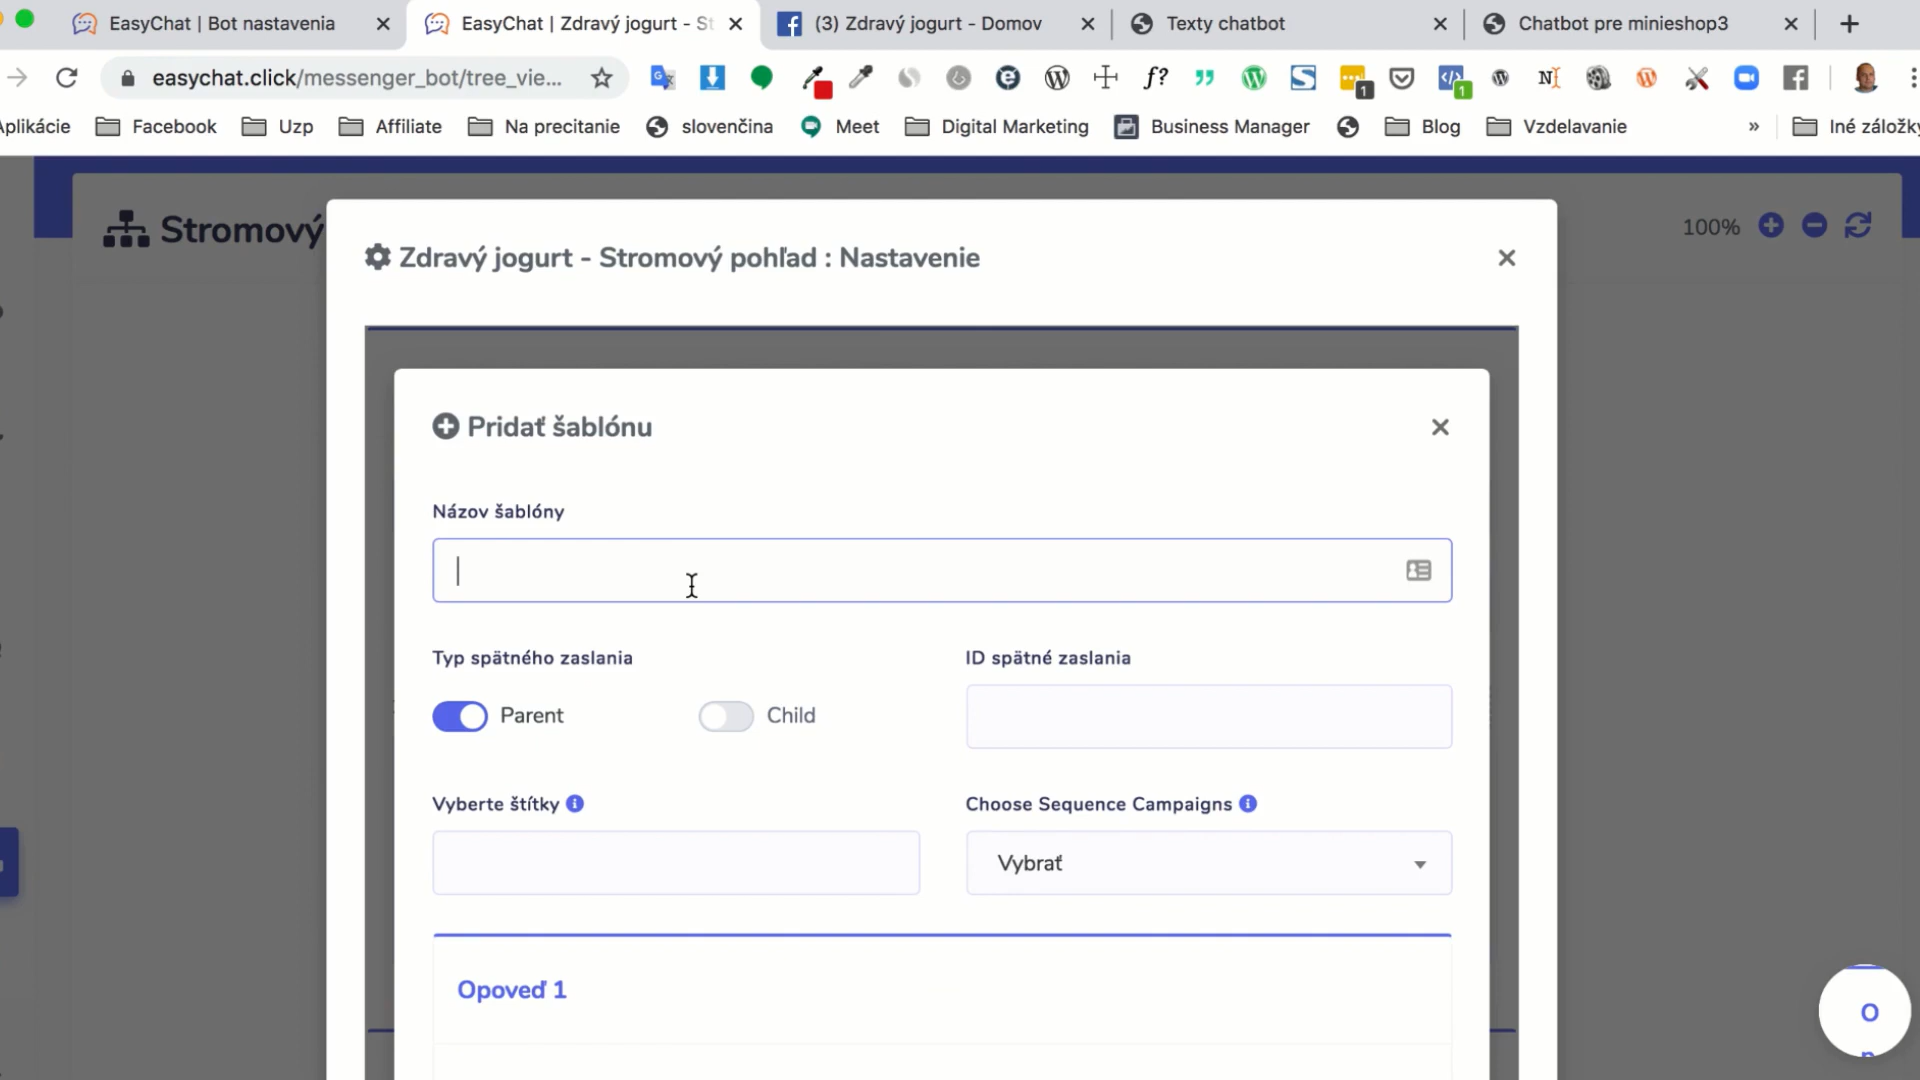 EasyChat | Bot nastavenia
EasyChat | Zdravý jogurt - St
(3) Zdravý jogurt - Domov
Texty chatbot
Chatbot pre minieshop3
easychat.click/messenger_bot/tree_vie...
plikácie
Facebook
Uzp
Affiliate
Na precitanie
slovenčina
Meet
Digital Marketing
Business Manager
Blog
Vzdelavanie
»
Iné záložky
Stromový
100%
Zdravý jogurt - Stromový pohľad : Nastavenie
Pridať šablónu
Názov šablóny
Typ spätného zaslania
ID spätné zaslania
Parent
Child
Vyberte štítky
Choose Sequence Campaigns
Vybrať
Opoveď 1